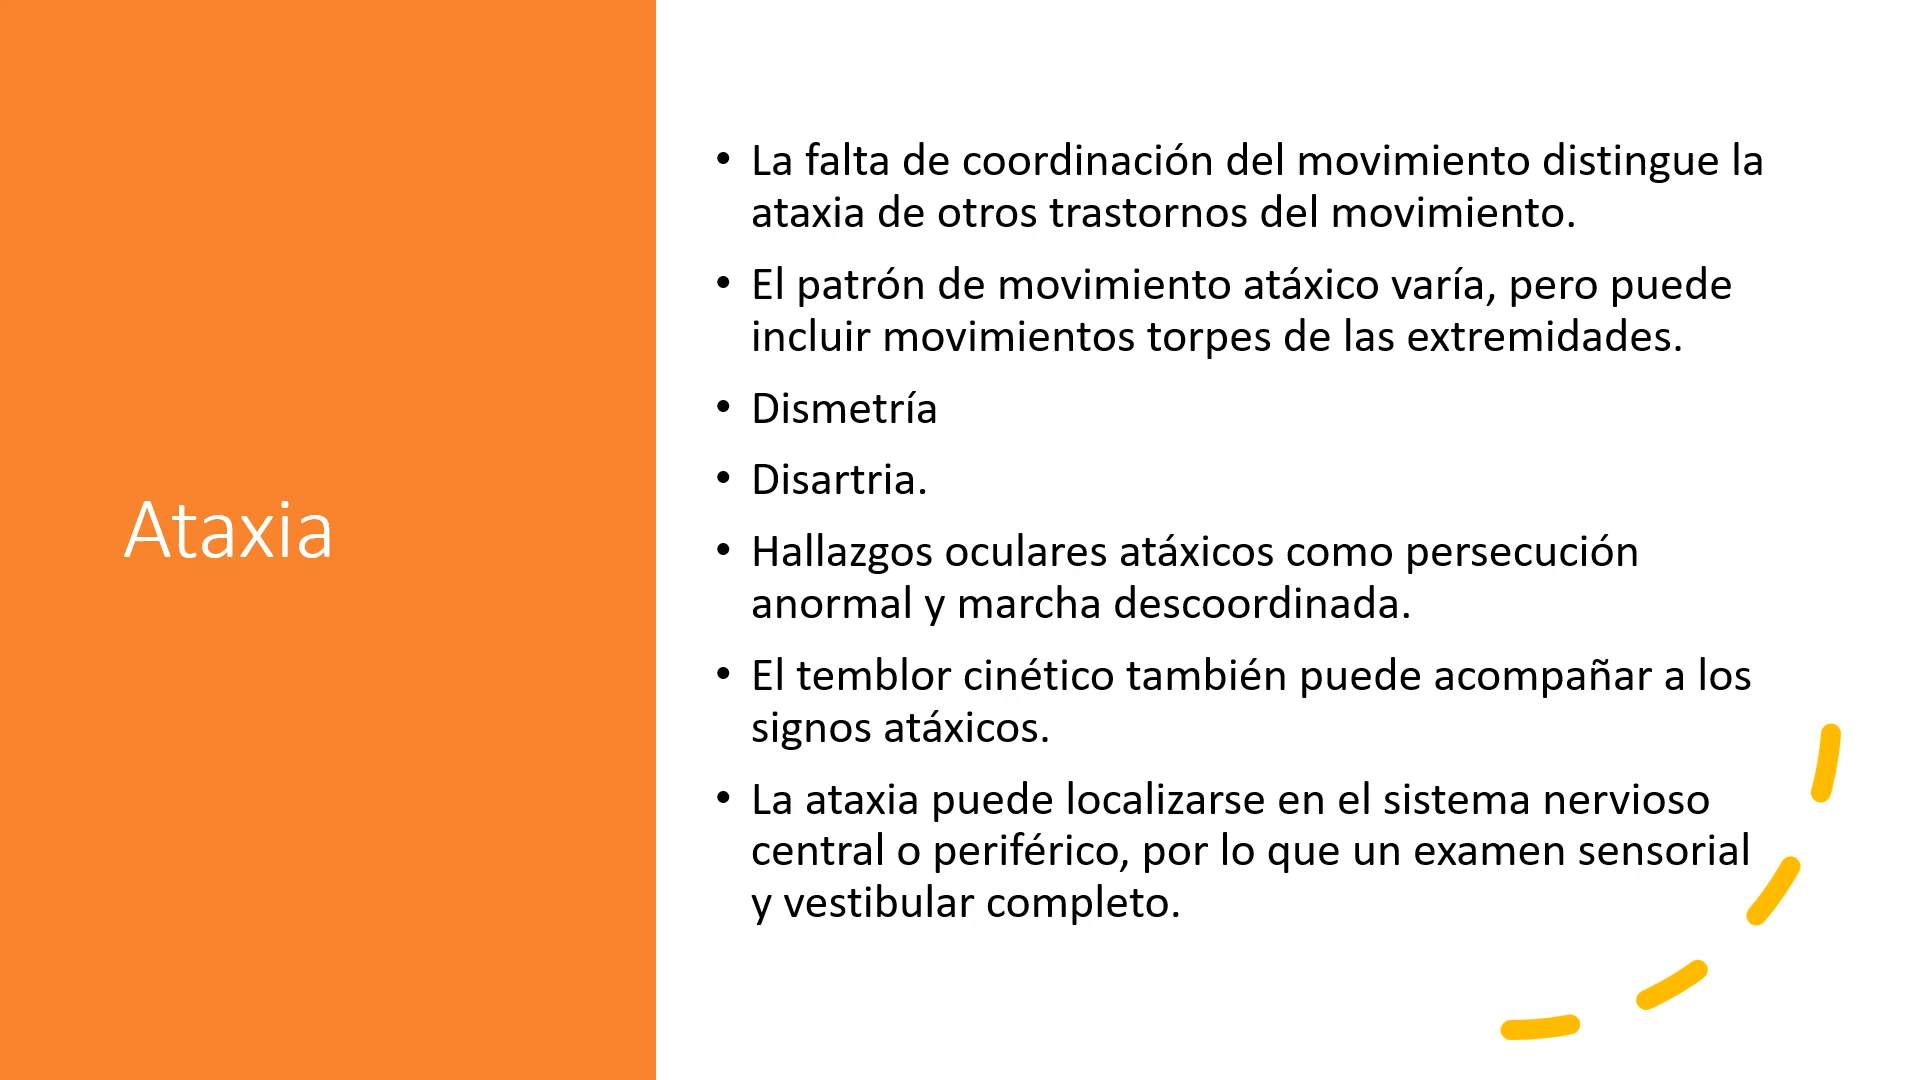 Ataxia
• La falta de coordinación del movimiento distingue la
ataxia de otros trastornos del movimiento.
• El patrón de movimiento atáxico varía, pero puede
incluir movimientos torpes de las extremidades.
• Dismetría
• Disartria.
• Hallazgos oculares atáxicos como persecución
anormal y marcha descoordinada.
• El temblor cinético también puede acompañar a los
signos atáxicos.
• La ataxia puede localizarse en el sistema nervioso
central o periférico, por lo que un examen sensorial
y vestibular completo.